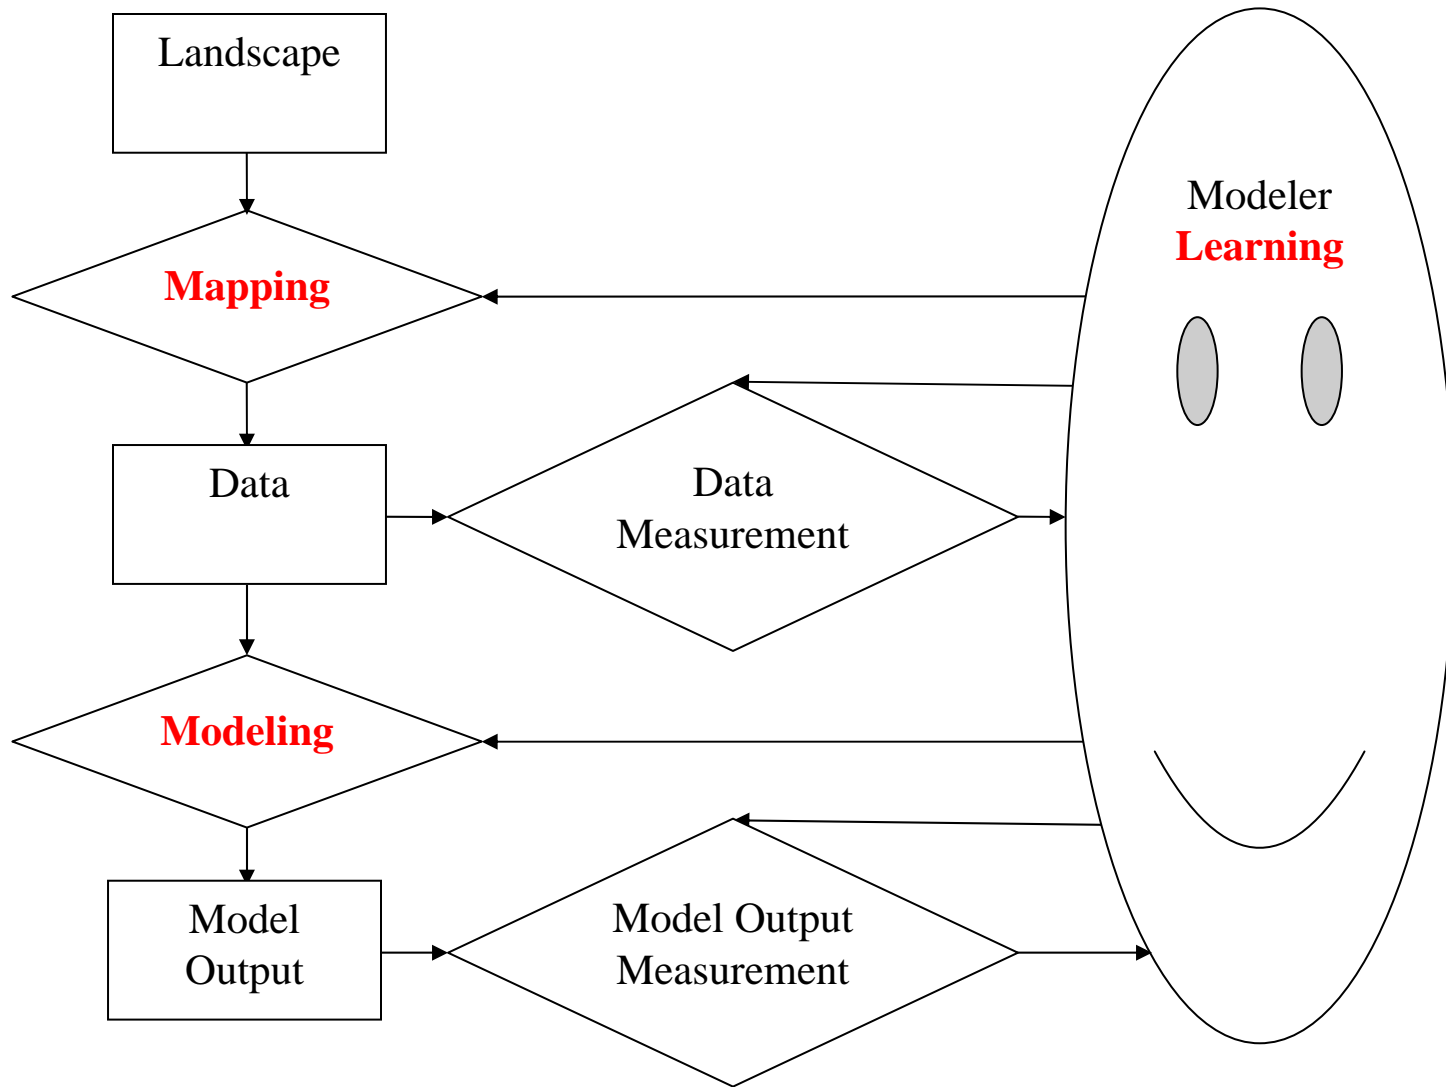 Landscape
Mapping
Modeler
Learning
Data
Data
Measurement
Modeling
Model
Output
Model Output
Measurement